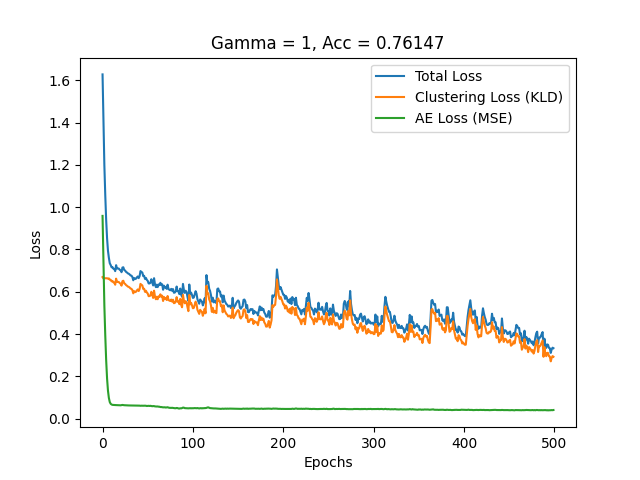 Gamma = 1, Acc = 0.76147
Total Loss
Clustering Loss (KLD)
AE Loss (MSE)
Loss
1.6
1.4
1.2
1.0
0.8
0.6
0.4
0.2
0.0
0 100 200 300 400 500
Epochs